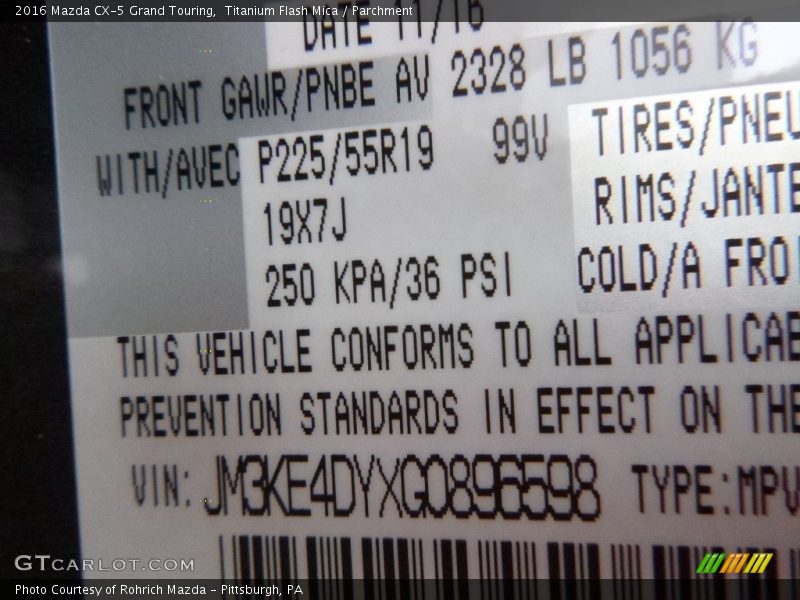 2016 Mazda CX-5 Grand Touring,  Titanium Flash Mica / Parchment
DATE 11/16
FRONT GAWR/PNBE AV 2328 LB 1056 KG
WITH/AVEC P225/55R19 99V TIRES/PNEU
19X7J RIMS/JANTE
250 KPA/36 PSI COLD/A FRO
THIS VEHICLE CONFORMS TO ALL APPLICAB
PREVENTION STANDARDS IN EFFECT ON THE
VIN: JM3KE4DYXG0896598 TYPE:MPV
GTCARLOT.COM
Photo Courtesy of Rohrich Mazda - Pittsburgh, PA